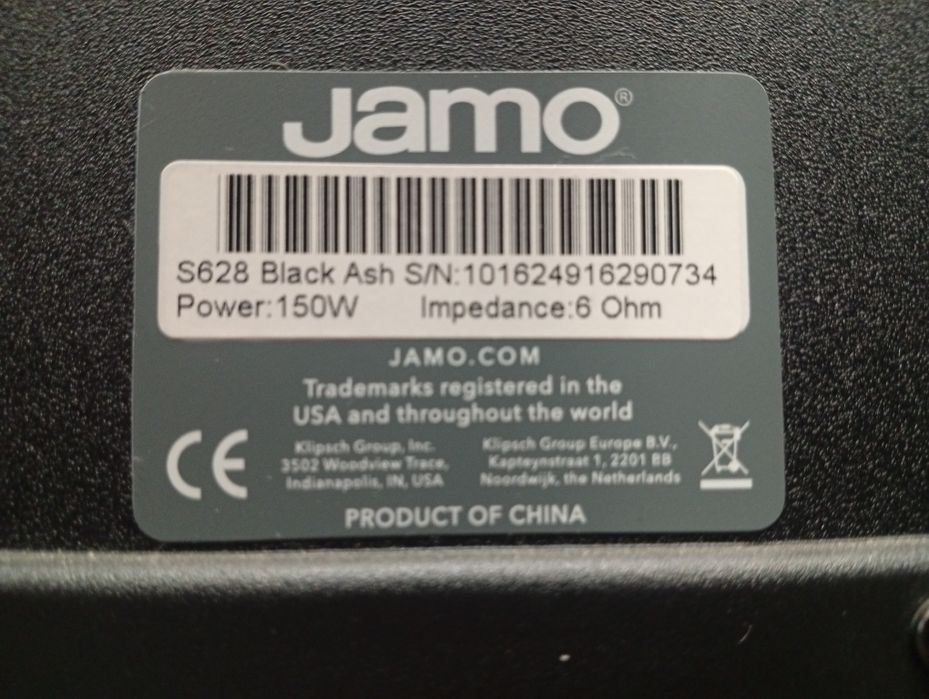 Jamo®
S628 Black Ash S/N:101624916290734
Power:150W Impedance:6 Ohm
JAMO.COM
Trademarks registered in the
USA and throughout the world
Klipsch Group, Inc.
3502 Woodview Trace,
Indianapolis, IN, USA
Klipsch Group Europe B.V.,
Kapteynstraat 1, 2201 BB
Noordwijk, the Netherlands
CE
PRODUCT OF CHINA